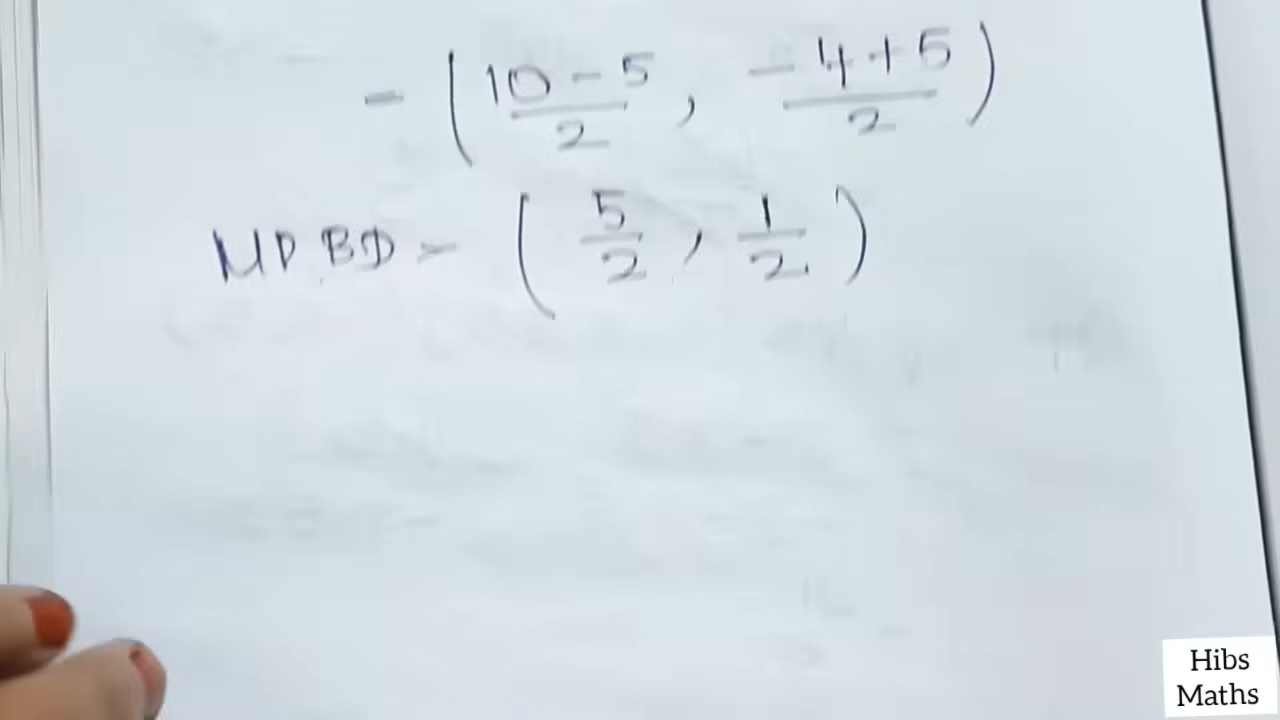 - (10-5/2, -4+5/2)
MP BD - (5/2, 1/2)
Hibs
Maths